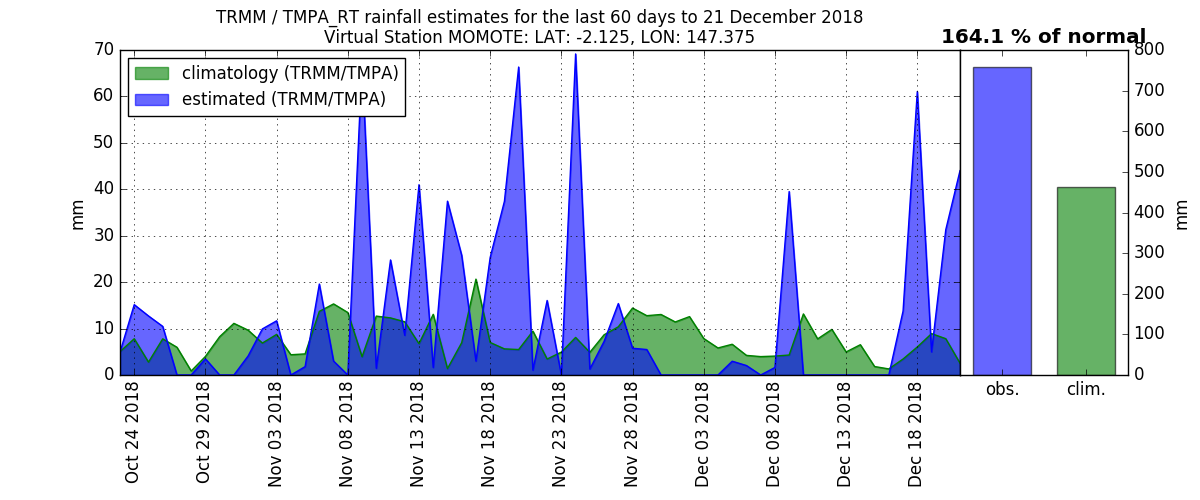 TRMM / TMPA_RT rainfall estimates for the last 60 days to 21 December 2018
Virtual Station MOMOTE: LAT: -2.125, LON: 147.375
164.1 % of normal
climatology (TRMM/TMPA)
estimated (TRMM/TMPA)
70
60
50
40
30
20
10
0
mm
Oct 24 2018
Oct 29 2018
Nov 03 2018
Nov 08 2018
Nov 13 2018
Nov 18 2018
Nov 23 2018
Nov 28 2018
Dec 03 2018
Dec 08 2018
Dec 13 2018
Dec 18 2018
obs.
clim.
800
700
600
500
400
300
200
100
0
mm